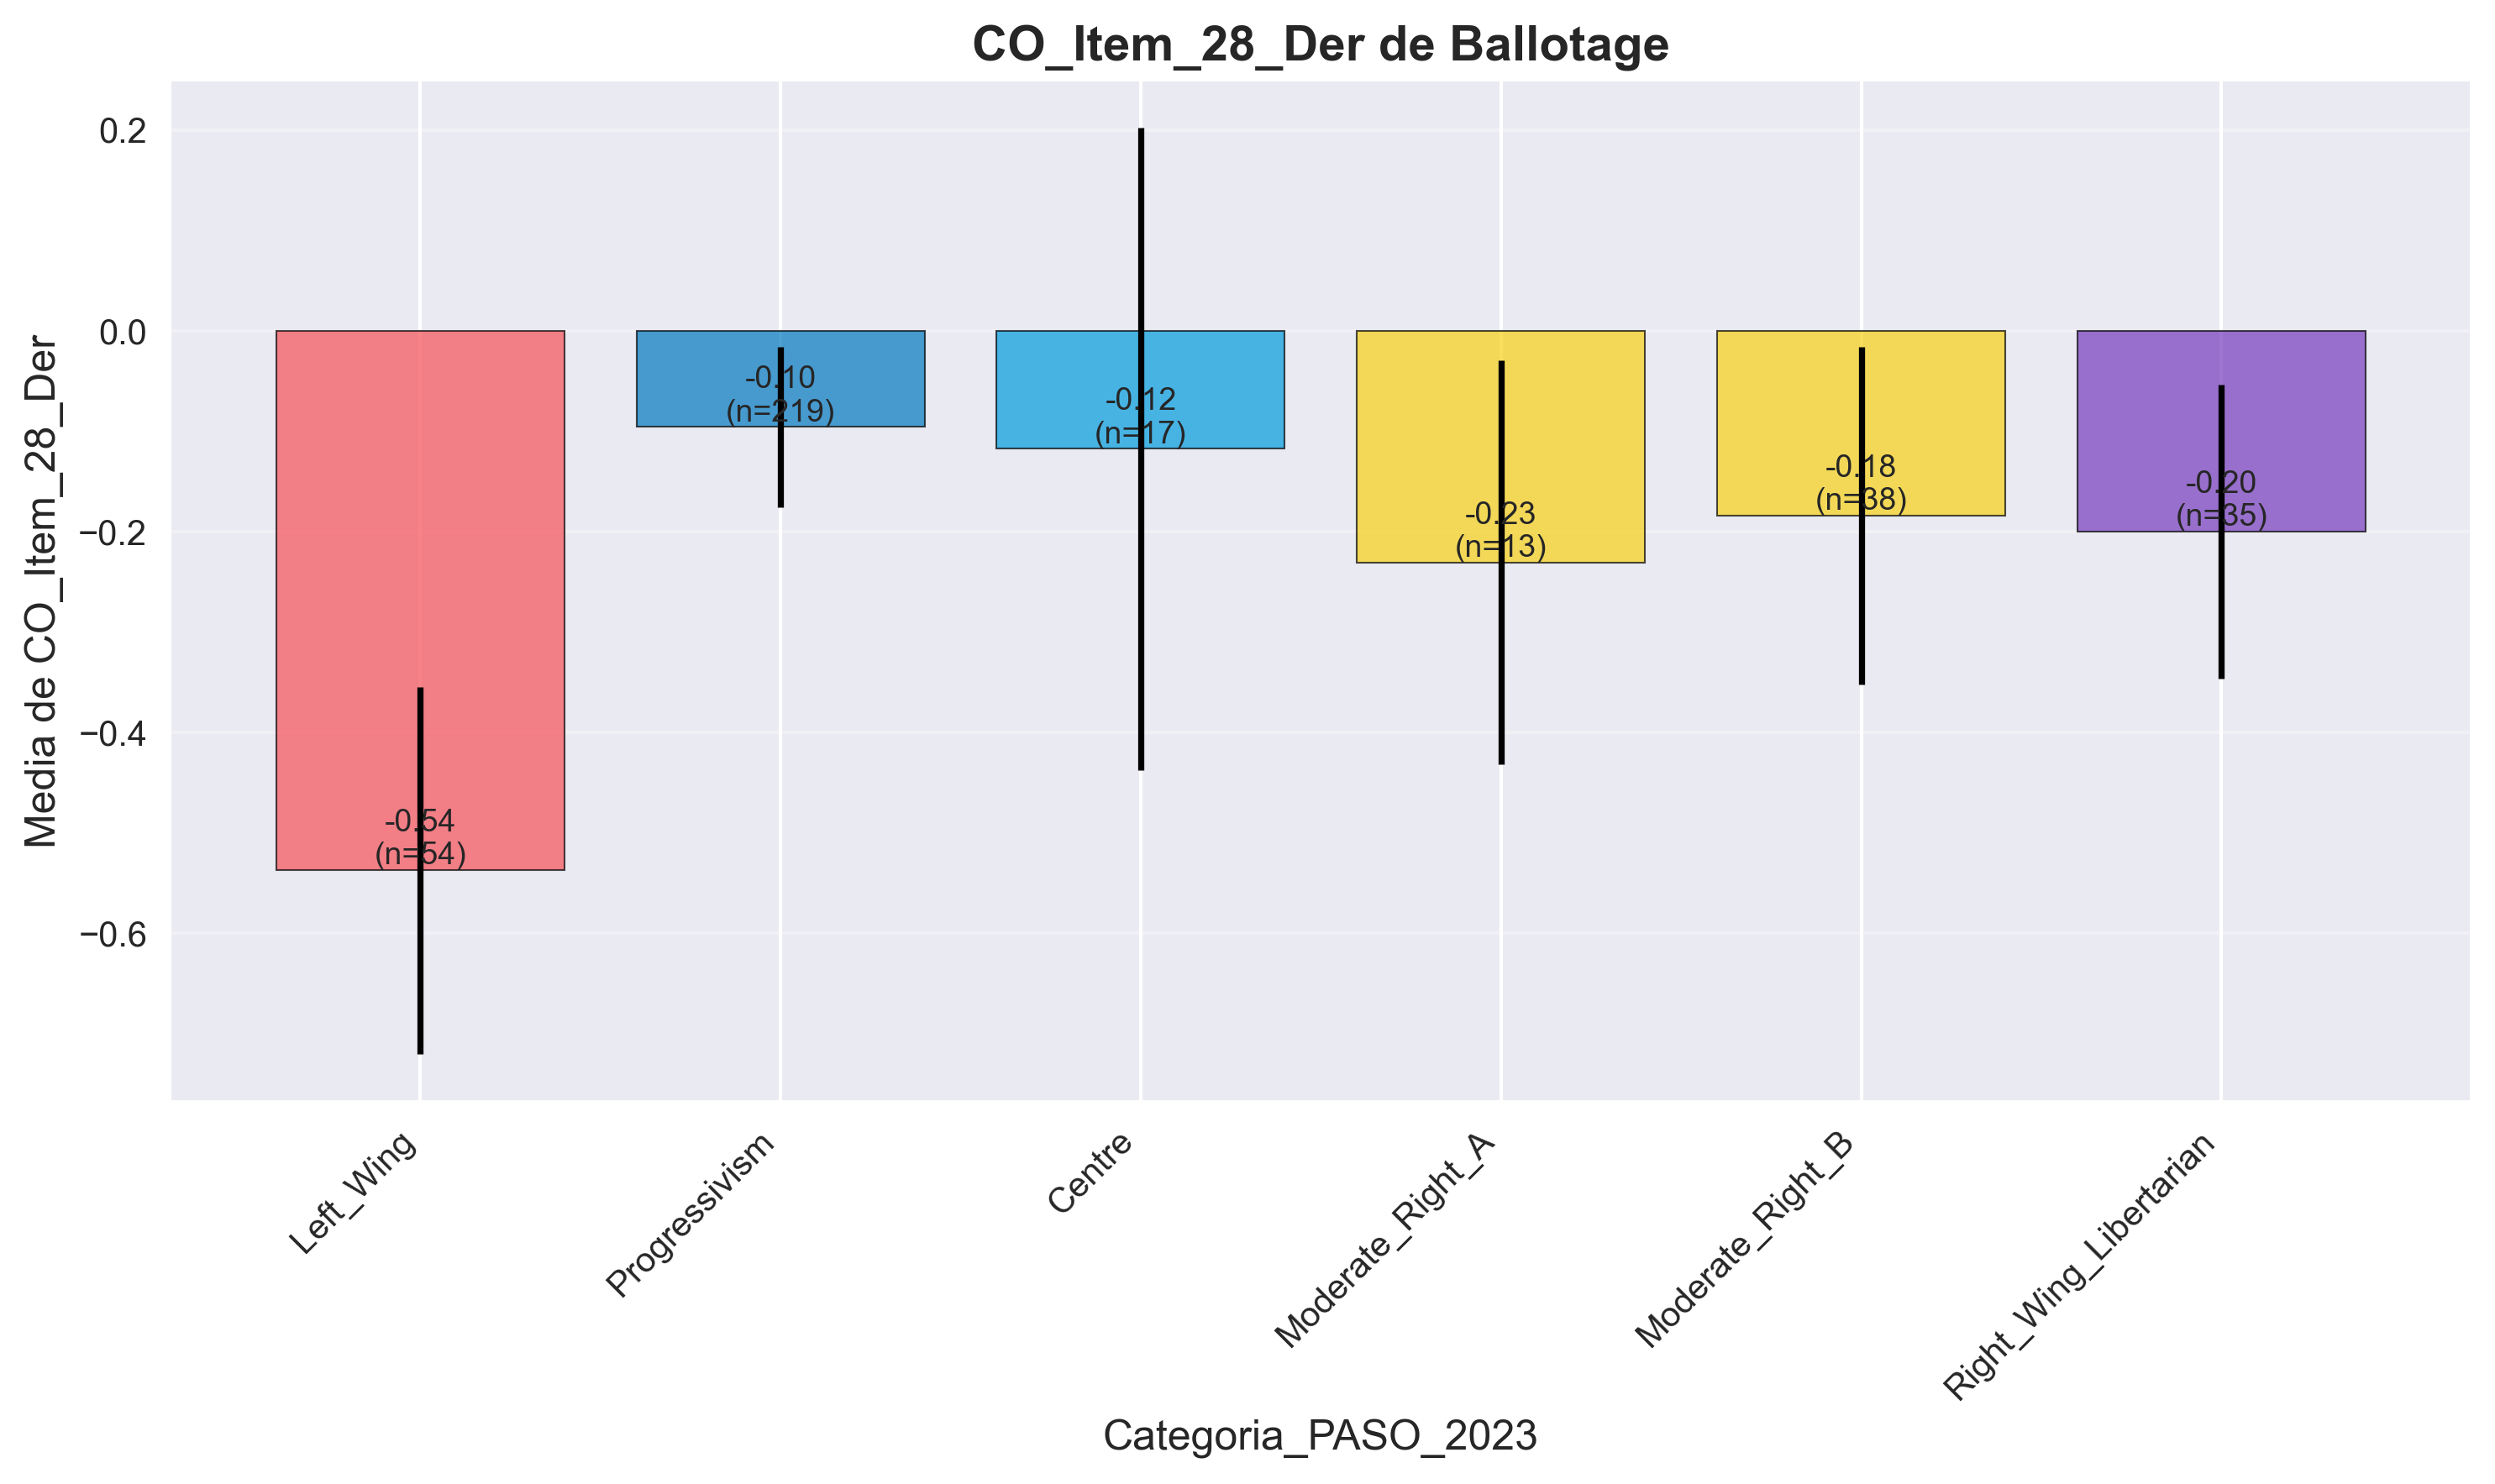 CO_Item_28_Der de Ballotage
Media de CO_Item_28_Der
0.2
0.0
−0.2
−0.4
−0.6
-0.54
(n=54)
-0.10
(n=219)
-0.12
(n=17)
-0.23
(n=13)
-0.18
(n=38)
-0.20
(n=35)
Left_Wing
Progressivism
Centre
Moderate_Right_A
Moderate_Right_B
Right_Wing_Libertarian
Categoria_PASO_2023